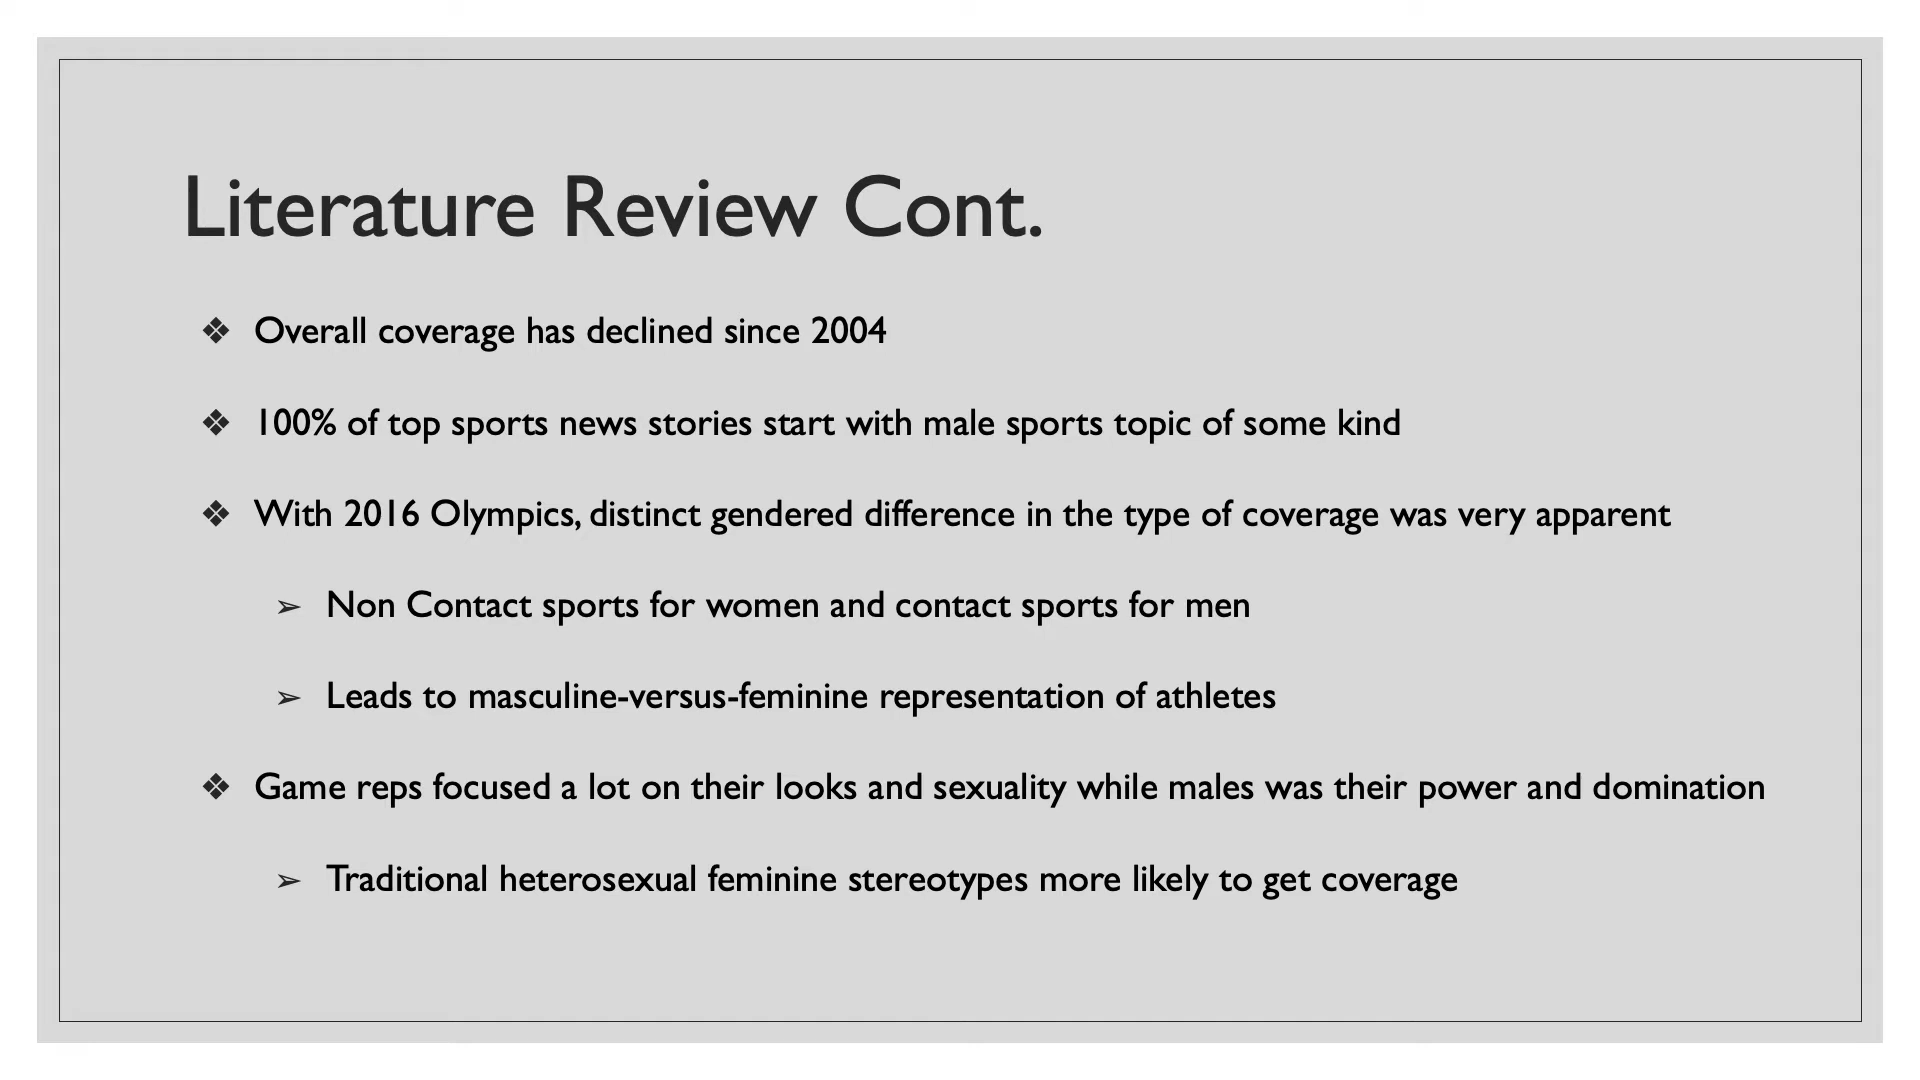 Literature Review Cont.
❖ Overall coverage has declined since 2004
❖ 100% of top sports news stories start with male sports topic of some kind
❖ With 2016 Olympics, distinct gendered difference in the type of coverage was very apparent
➢ Non Contact sports for women and contact sports for men
➢ Leads to masculine-versus-feminine representation of athletes
❖ Game reps focused a lot on their looks and sexuality while males was their power and domination
➢ Traditional heterosexual feminine stereotypes more likely to get coverage